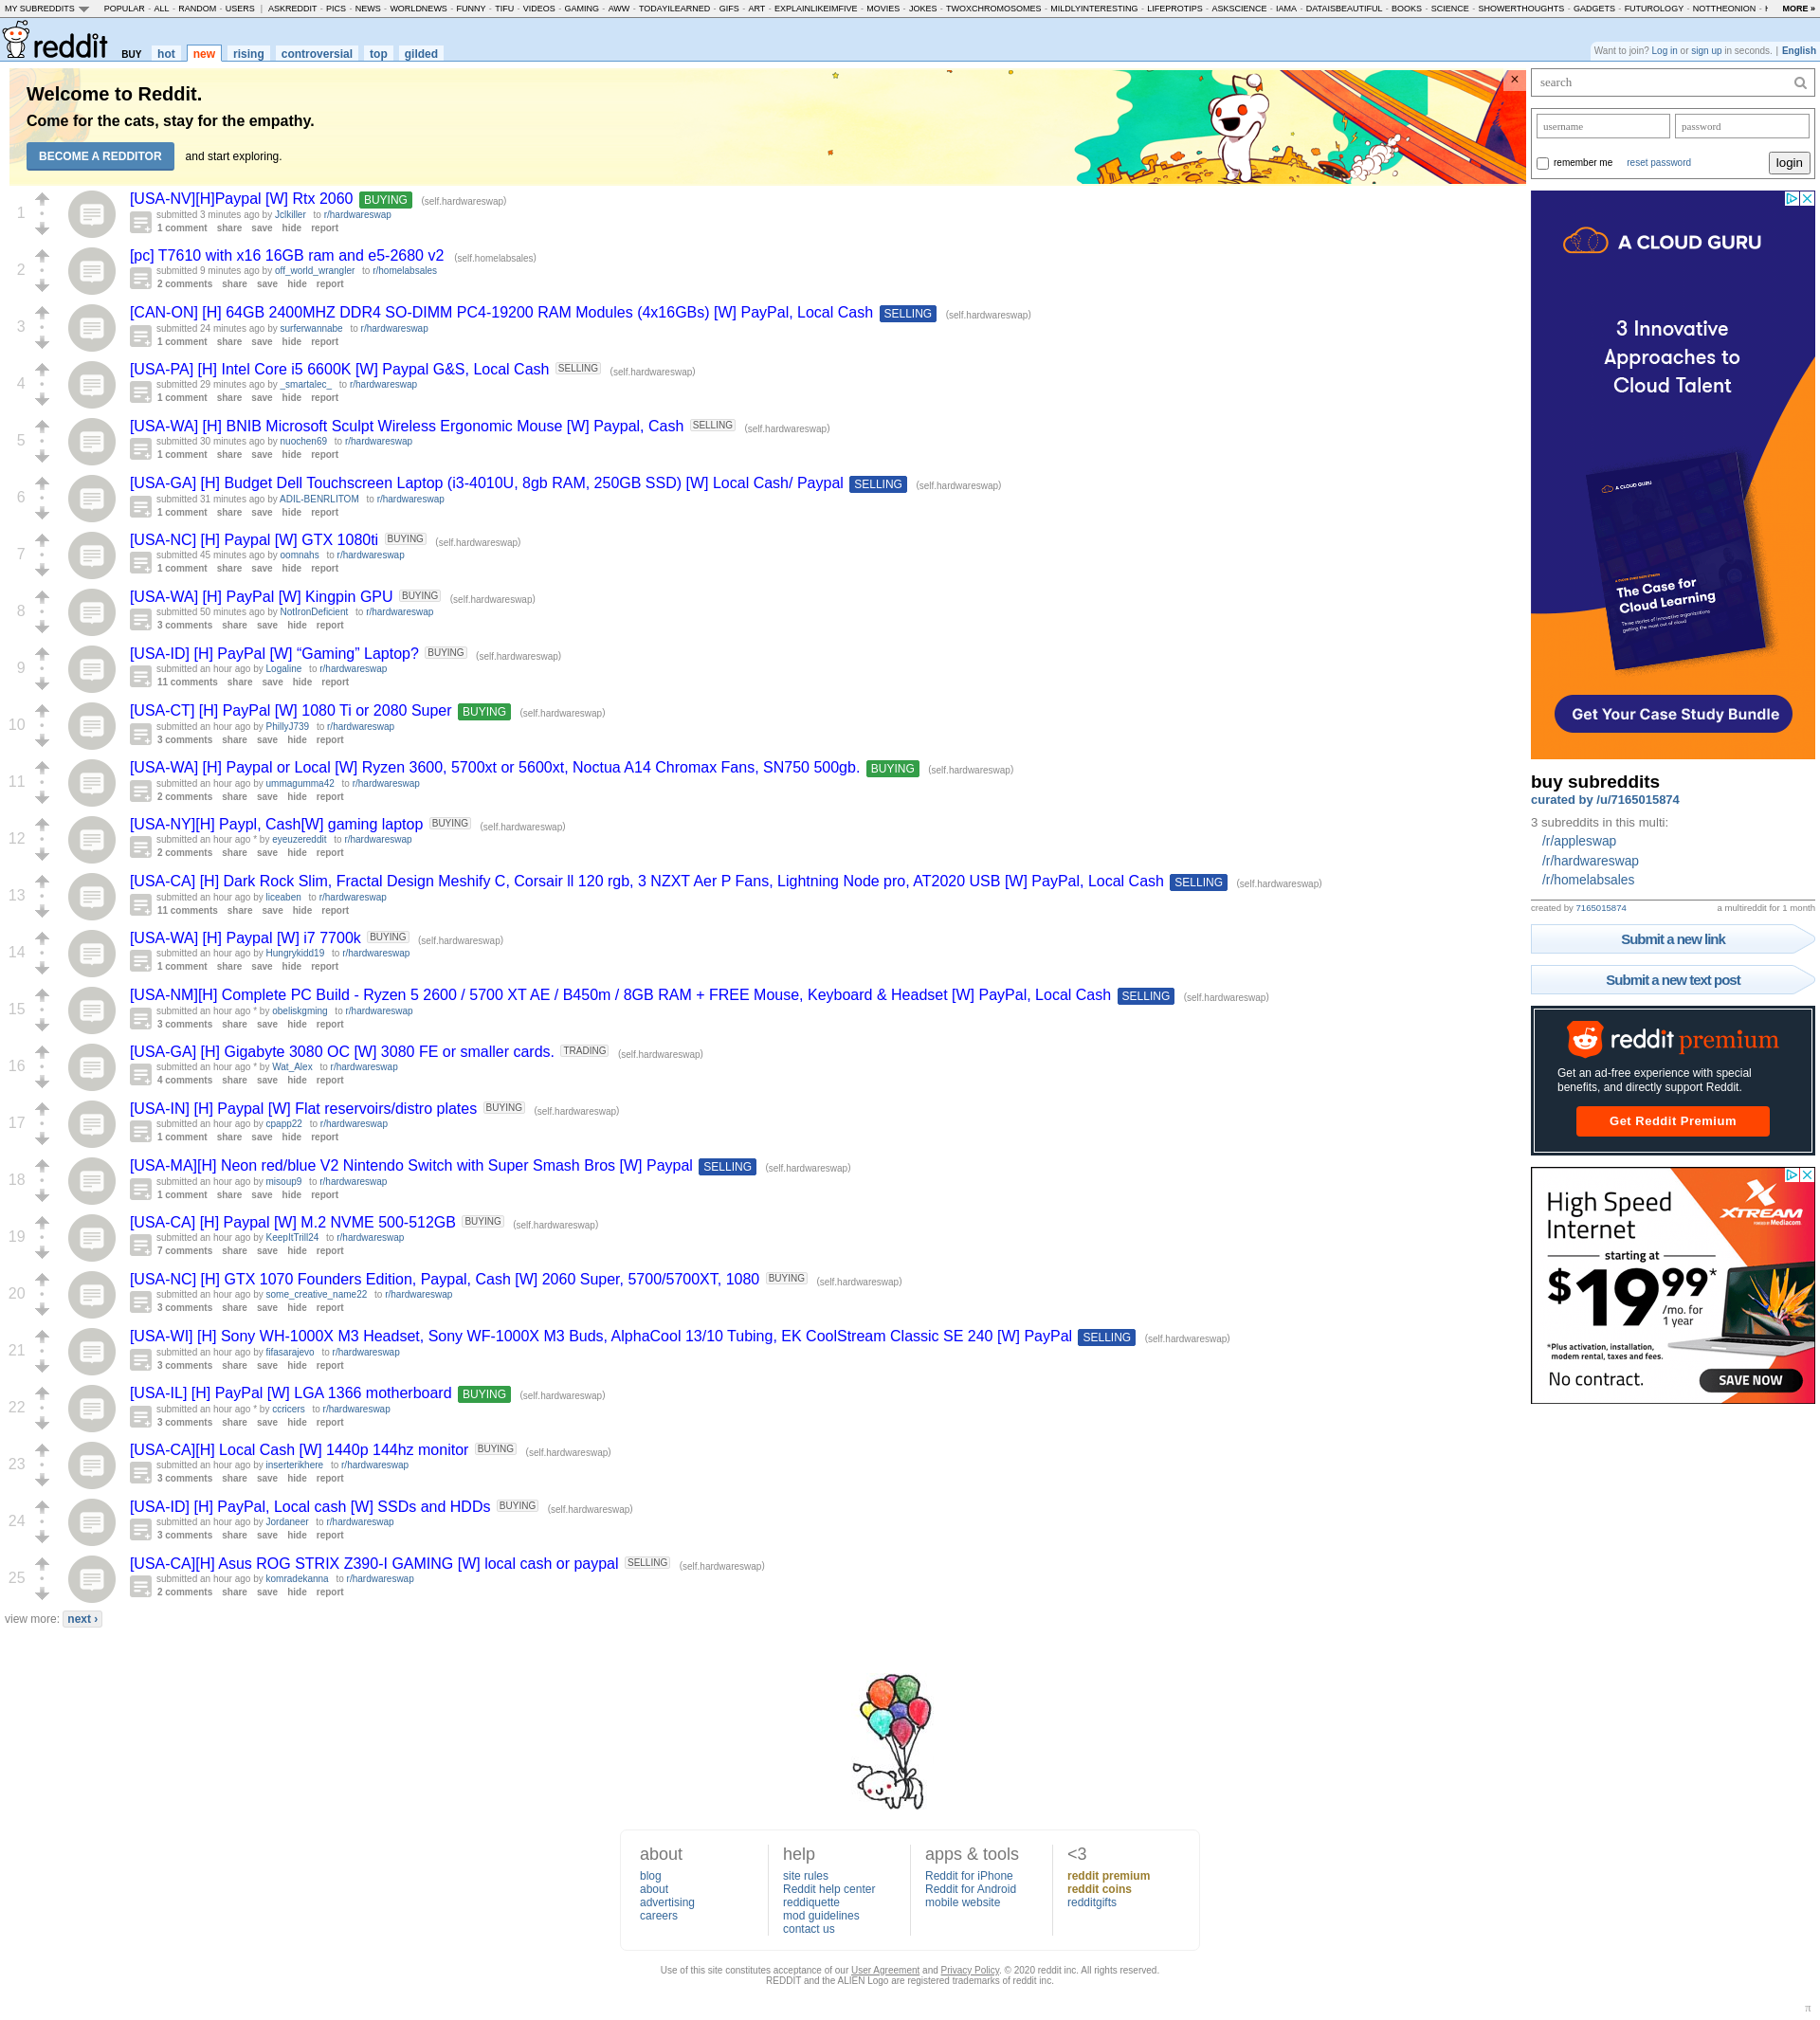 MY SUBREDDITS POPULAR - ALL - RANDOM - USERS | ASKREDDIT - PICS - NEWS - WORLDNEWS - FUNNY - TIFU - VIDEOS - GAMING - AWW - TODAYILEARNED - GIFS - ART - EXPLAINLIKEIMFIVE - MOVIES - JOKES - TWOXCHROMOSOMES - MILDLYINTERESTING - LIFEPROTIPS - ASKSCIENCE - IAMA - DATAISBEAUTIFUL - BOOKS - SCIENCE - SHOWERTHOUGHTS - GADGETS - FUTUROLOGY - NOTTHEONION - MORE »
reddit BUY hot new rising controversial top gilded
Want to join? Log in or sign up in seconds. | English
Welcome to Reddit.
Come for the cats, stay for the empathy.
BECOME A REDDITOR and start exploring.
×
search
username password
remember me reset password login
1 [USA-NV][H]Paypal [W] Rtx 2060 BUYING (self.hardwareswap)
submitted 3 minutes ago by Jclkiller to r/hardwareswap
1 comment share save hide report
2 [pc] T7610 with x16 16GB ram and e5-2680 v2 (self.homelabsales)
submitted 9 minutes ago by off_world_wrangler to r/homelabsales
2 comments share save hide report
3 [CAN-ON] [H] 64GB 2400MHZ DDR4 SO-DIMM PC4-19200 RAM Modules (4x16GBs) [W] PayPal, Local Cash SELLING (self.hardwareswap)
submitted 24 minutes ago by surferwannabe to r/hardwareswap
1 comment share save hide report
4 [USA-PA] [H] Intel Core i5 6600K [W] Paypal G&S, Local Cash SELLING (self.hardwareswap)
submitted 29 minutes ago by _smartalec_ to r/hardwareswap
1 comment share save hide report
5 [USA-WA] [H] BNIB Microsoft Sculpt Wireless Ergonomic Mouse [W] Paypal, Cash SELLING (self.hardwareswap)
submitted 30 minutes ago by nuochen69 to r/hardwareswap
1 comment share save hide report
6 [USA-GA] [H] Budget Dell Touchscreen Laptop (i3-4010U, 8gb RAM, 250GB SSD) [W] Local Cash/ Paypal SELLING (self.hardwareswap)
submitted 31 minutes ago by ADIL-BENRLITOM to r/hardwareswap
1 comment share save hide report
7 [USA-NC] [H] Paypal [W] GTX 1080ti BUYING (self.hardwareswap)
submitted 45 minutes ago by oomnahs to r/hardwareswap
1 comment share save hide report
8 [USA-WA] [H] PayPal [W] Kingpin GPU BUYING (self.hardwareswap)
submitted 50 minutes ago by NotIronDeficient to r/hardwareswap
3 comments share save hide report
9 [USA-ID] [H] PayPal [W] “Gaming” Laptop? BUYING (self.hardwareswap)
submitted an hour ago by Logaline to r/hardwareswap
11 comments share save hide report
10 [USA-CT] [H] PayPal [W] 1080 Ti or 2080 Super BUYING (self.hardwareswap)
submitted an hour ago by PhillyJ739 to r/hardwareswap
3 comments share save hide report
11 [USA-WA] [H] Paypal or Local [W] Ryzen 3600, 5700xt or 5600xt, Noctua A14 Chromax Fans, SN750 500gb. BUYING (self.hardwareswap)
submitted an hour ago by ummagumma42 to r/hardwareswap
2 comments share save hide report
12 [USA-NY][H] Paypl, Cash[W] gaming laptop BUYING (self.hardwareswap)
submitted an hour ago * by eyeuzereddit to r/hardwareswap
2 comments share save hide report
13 [USA-CA] [H] Dark Rock Slim, Fractal Design Meshify C, Corsair ll 120 rgb, 3 NZXT Aer P Fans, Lightning Node pro, AT2020 USB [W] PayPal, Local Cash SELLING (self.hardwareswap)
submitted an hour ago by liceaben to r/hardwareswap
11 comments share save hide report
14 [USA-WA] [H] Paypal [W] i7 7700k BUYING (self.hardwareswap)
submitted an hour ago by Hungrykidd19 to r/hardwareswap
1 comment share save hide report
15 [USA-NM][H] Complete PC Build - Ryzen 5 2600 / 5700 XT AE / B450m / 8GB RAM + FREE Mouse, Keyboard & Headset [W] PayPal, Local Cash SELLING (self.hardwareswap)
submitted an hour ago * by obeliskgming to r/hardwareswap
3 comments share save hide report
16 [USA-GA] [H] Gigabyte 3080 OC [W] 3080 FE or smaller cards. TRADING (self.hardwareswap)
submitted an hour ago * by Wat_Alex to r/hardwareswap
4 comments share save hide report
17 [USA-IN] [H] Paypal [W] Flat reservoirs/distro plates BUYING (self.hardwareswap)
submitted an hour ago by cpapp22 to r/hardwareswap
1 comment share save hide report
18 [USA-MA][H] Neon red/blue V2 Nintendo Switch with Super Smash Bros [W] Paypal SELLING (self.hardwareswap)
submitted an hour ago by misoup9 to r/hardwareswap
1 comment share save hide report
19 [USA-CA] [H] Paypal [W] M.2 NVME 500-512GB BUYING (self.hardwareswap)
submitted an hour ago by KeepItTrill24 to r/hardwareswap
7 comments share save hide report
20 [USA-NC] [H] GTX 1070 Founders Edition, Paypal, Cash [W] 2060 Super, 5700/5700XT, 1080 BUYING (self.hardwareswap)
submitted an hour ago by some_creative_name22 to r/hardwareswap
3 comments share save hide report
21 [USA-WI] [H] Sony WH-1000X M3 Headset, Sony WF-1000X M3 Buds, AlphaCool 13/10 Tubing, EK CoolStream Classic SE 240 [W] PayPal SELLING (self.hardwareswap)
submitted an hour ago by fifasarajevo to r/hardwareswap
3 comments share save hide report
22 [USA-IL] [H] PayPal [W] LGA 1366 motherboard BUYING (self.hardwareswap)
submitted an hour ago * by ccricers to r/hardwareswap
3 comments share save hide report
23 [USA-CA][H] Local Cash [W] 1440p 144hz monitor BUYING (self.hardwareswap)
submitted an hour ago by inserterikhere to r/hardwareswap
3 comments share save hide report
24 [USA-ID] [H] PayPal, Local cash [W] SSDs and HDDs BUYING (self.hardwareswap)
submitted an hour ago by Jordaneer to r/hardwareswap
3 comments share save hide report
25 [USA-CA][H] Asus ROG STRIX Z390-I GAMING [W] local cash or paypal SELLING (self.hardwareswap)
submitted an hour ago by komradekanna to r/hardwareswap
2 comments share save hide report
view more: next ›
A CLOUD GURU
3 Innovative
Approaches to
Cloud Talent
A CLOUD GURU
The Case for
Cloud Learning
Get Your Case Study Bundle
buy subreddits
curated by /u/7165015874
3 subreddits in this multi:
/r/appleswap
/r/hardwareswap
/r/homelabsales
created by 7165015874 a multireddit for 1 month
Submit a new link
Submit a new text post
reddit premium
Get an ad-free experience with special
benefits, and directly support Reddit.
Get Reddit Premium
High Speed
Internet
XTREAM
POWERED BY Mediacom
starting at
$1999*
/mo. for
1 year
*Plus activation, installation,
modem rental, taxes and fees.
No contract. SAVE NOW
about
blog
about
advertising
careers
help
site rules
Reddit help center
reddiquette
mod guidelines
contact us
apps & tools
Reddit for iPhone
Reddit for Android
mobile website
<3
reddit premium
reddit coins
redditgifts
Use of this site constitutes acceptance of our User Agreement and Privacy Policy. © 2020 reddit inc. All rights reserved.
REDDIT and the ALIEN Logo are registered trademarks of reddit inc.
π